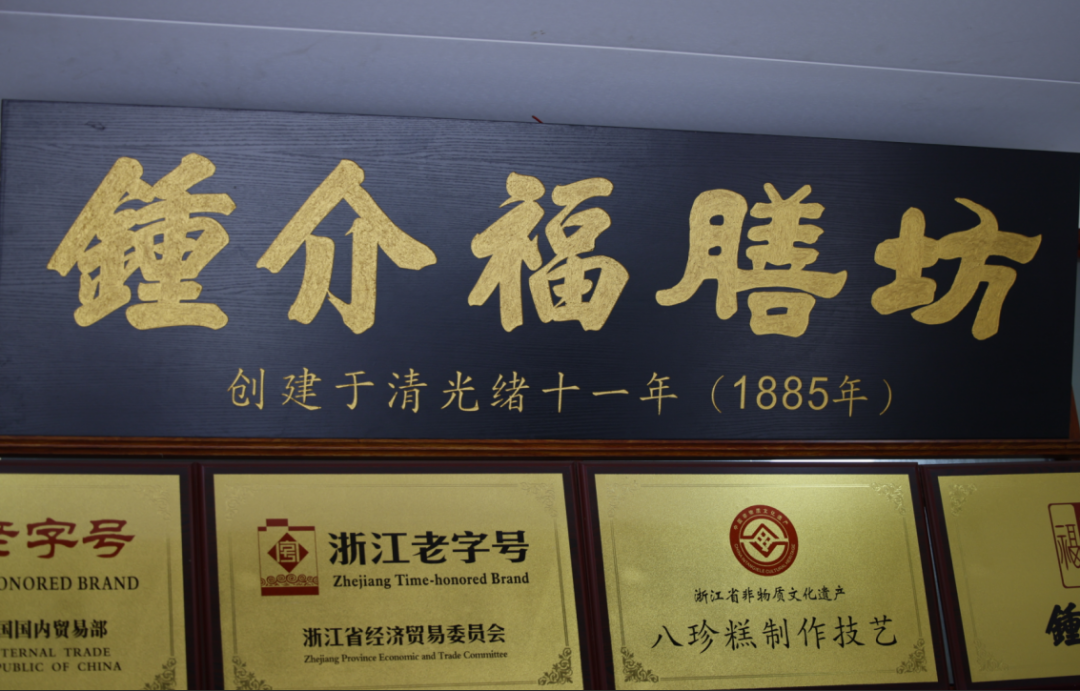 鍾介福膳坊
创建于清光绪十一年（1885年）
老字号
HONORED BRAND
国国内贸易部
TERNAL TRADE
PUBLIC OF CHINA
号
浙江老字号
Zhejiang Time-honored Brand
浙江省经济贸易委员会
Zhejiang Province Economic and Trade Committee
浙江省非物质文化遗产
八珍糕制作技艺
福
鍾